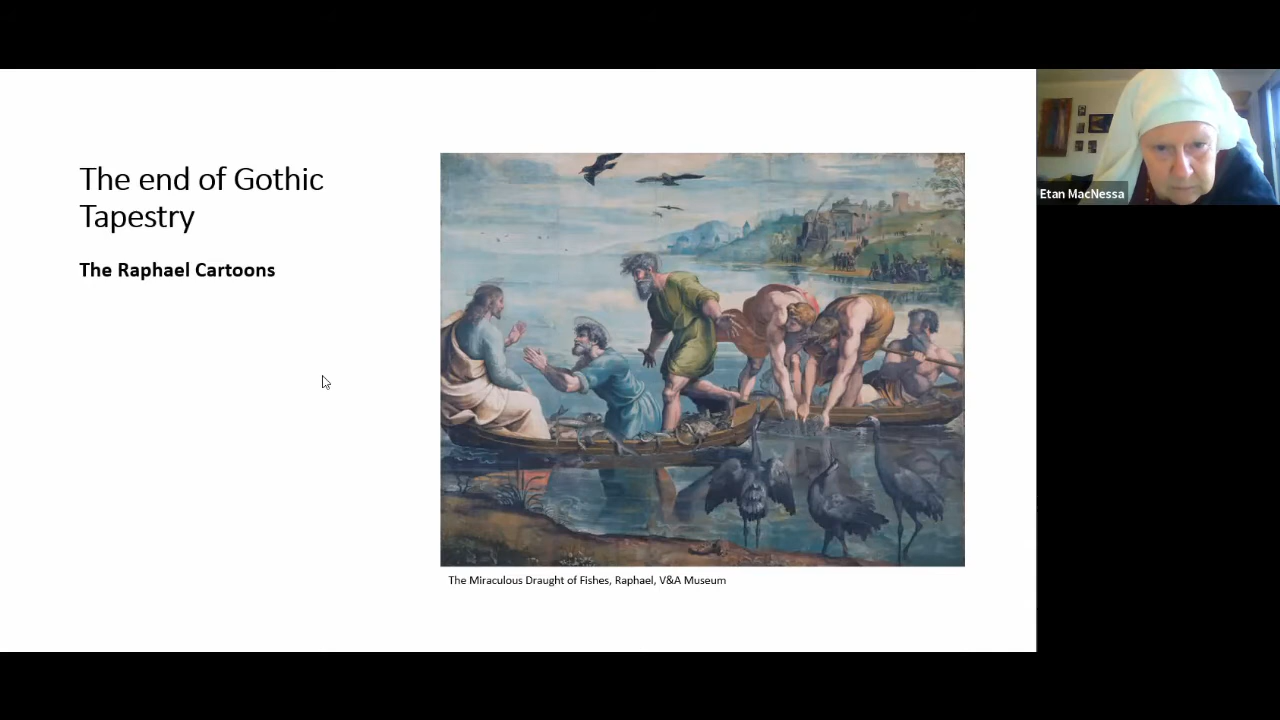 The end of Gothic
Tapestry
The Raphael Cartoons
Etan MacNessa
The Miraculous Draught of Fishes, Raphael, V&A Museum